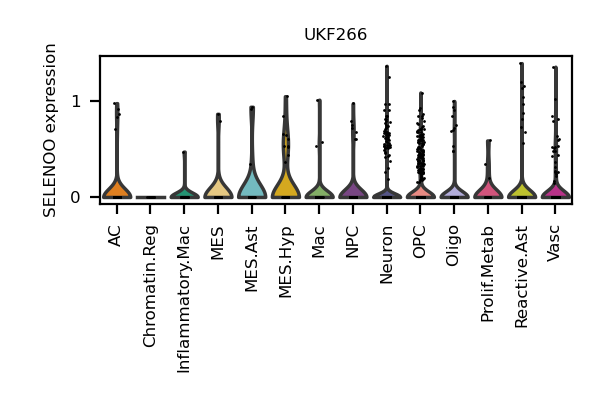 UKF266
SELENOO expression
1
0
AC
Chromatin.Reg
Inflammatory.Mac
MES
MES.Ast
MES.Hyp
Mac
NPC
Neuron
OPC
Oligo
Prolif.Metab
Reactive.Ast
Vasc